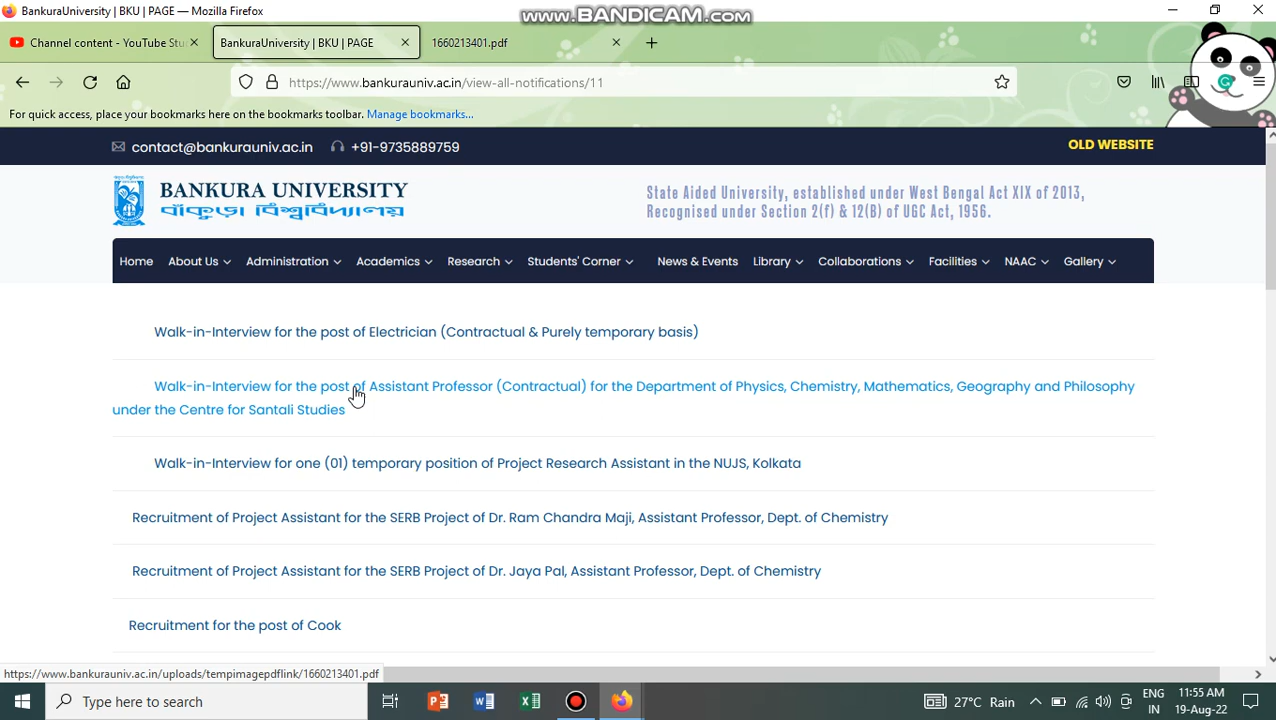 BankuraUniversity | BKU | PAGE — Mozilla Firefox
www.BANDICAM.com
Channel content - YouTube Stu
BankuraUniversity | BKU | PAGE
1660213401.pdf
https://www.bankurauniv.ac.in/view-all-notifications/11
For quick access, place your bookmarks here on the bookmarks toolbar. Manage bookmarks...
contact@bankurauniv.ac.in +91-9735889759 OLD WEBSITE
BANKURA UNIVERSITY
বাঁকুড়া বিশ্ববিদ্যালয়
State Aided University, established under West Bengal Act XIX of 2013,
Recognised under Section 2(f) & 12(B) of UGC Act, 1956.
Home About Us Administration Academics Research Students' Corner News & Events Library Collaborations Facilities NAAC Gallery
Walk-in-Interview for the post of Electrician (Contractual & Purely temporary basis)
Walk-in-Interview for the post of Assistant Professor (Contractual) for the Department of Physics, Chemistry, Mathematics, Geography and Philosophy
under the Centre for Santali Studies
Walk-in-Interview for one (01) temporary position of Project Research Assistant in the NUJS, Kolkata
Recruitment of Project Assistant for the SERB Project of Dr. Ram Chandra Maji, Assistant Professor, Dept. of Chemistry
Recruitment of Project Assistant for the SERB Project of Dr. Jaya Pal, Assistant Professor, Dept. of Chemistry
Recruitment for the post of Cook
https://www.bankurauniv.ac.in/uploads/tempimagepdflink/1660213401.pdf
Type here to search
27°C Rain
ENG
IN
11:55 AM
19-Aug-22